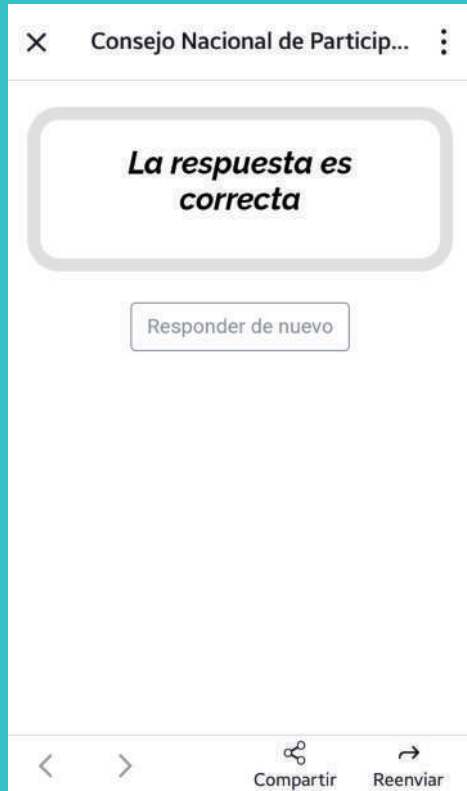 Consejo Nacional de Particip...
La respuesta es
correcta
Responder de nuevo
Compartir
Reenviar